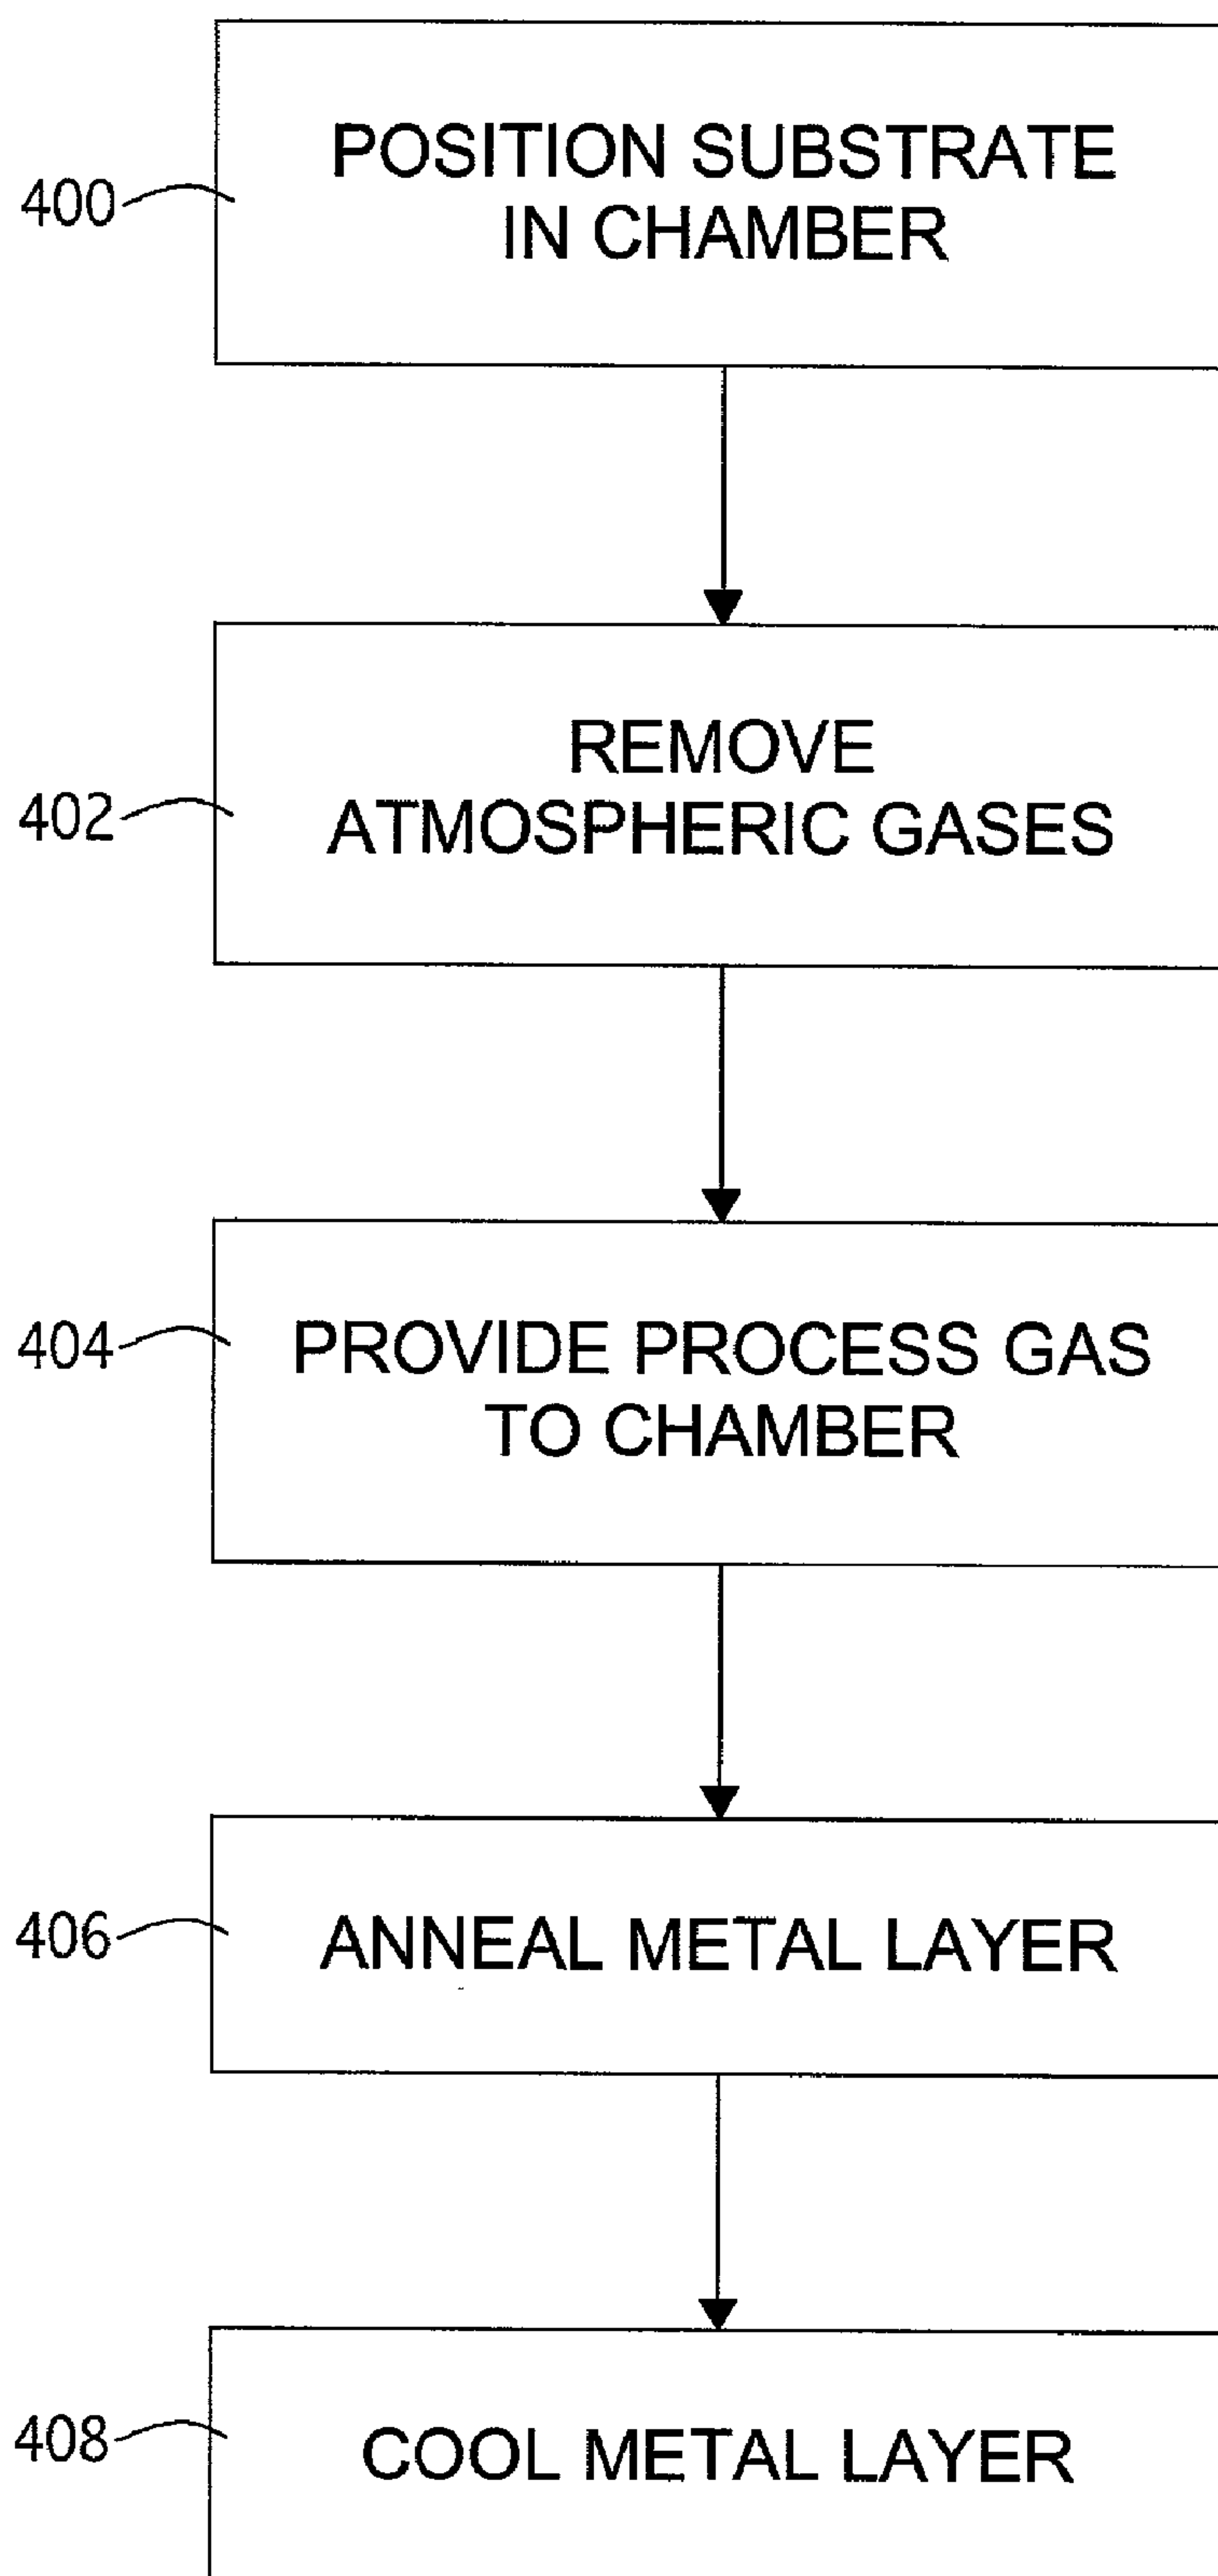 400
POSITION SUBSTRATE
IN CHAMBER
402
REMOVE
ATMOSPHERIC GASES
404
PROVIDE PROCESS GAS
TO CHAMBER
406
ANNEAL METAL LAYER
408
COOL METAL LAYER